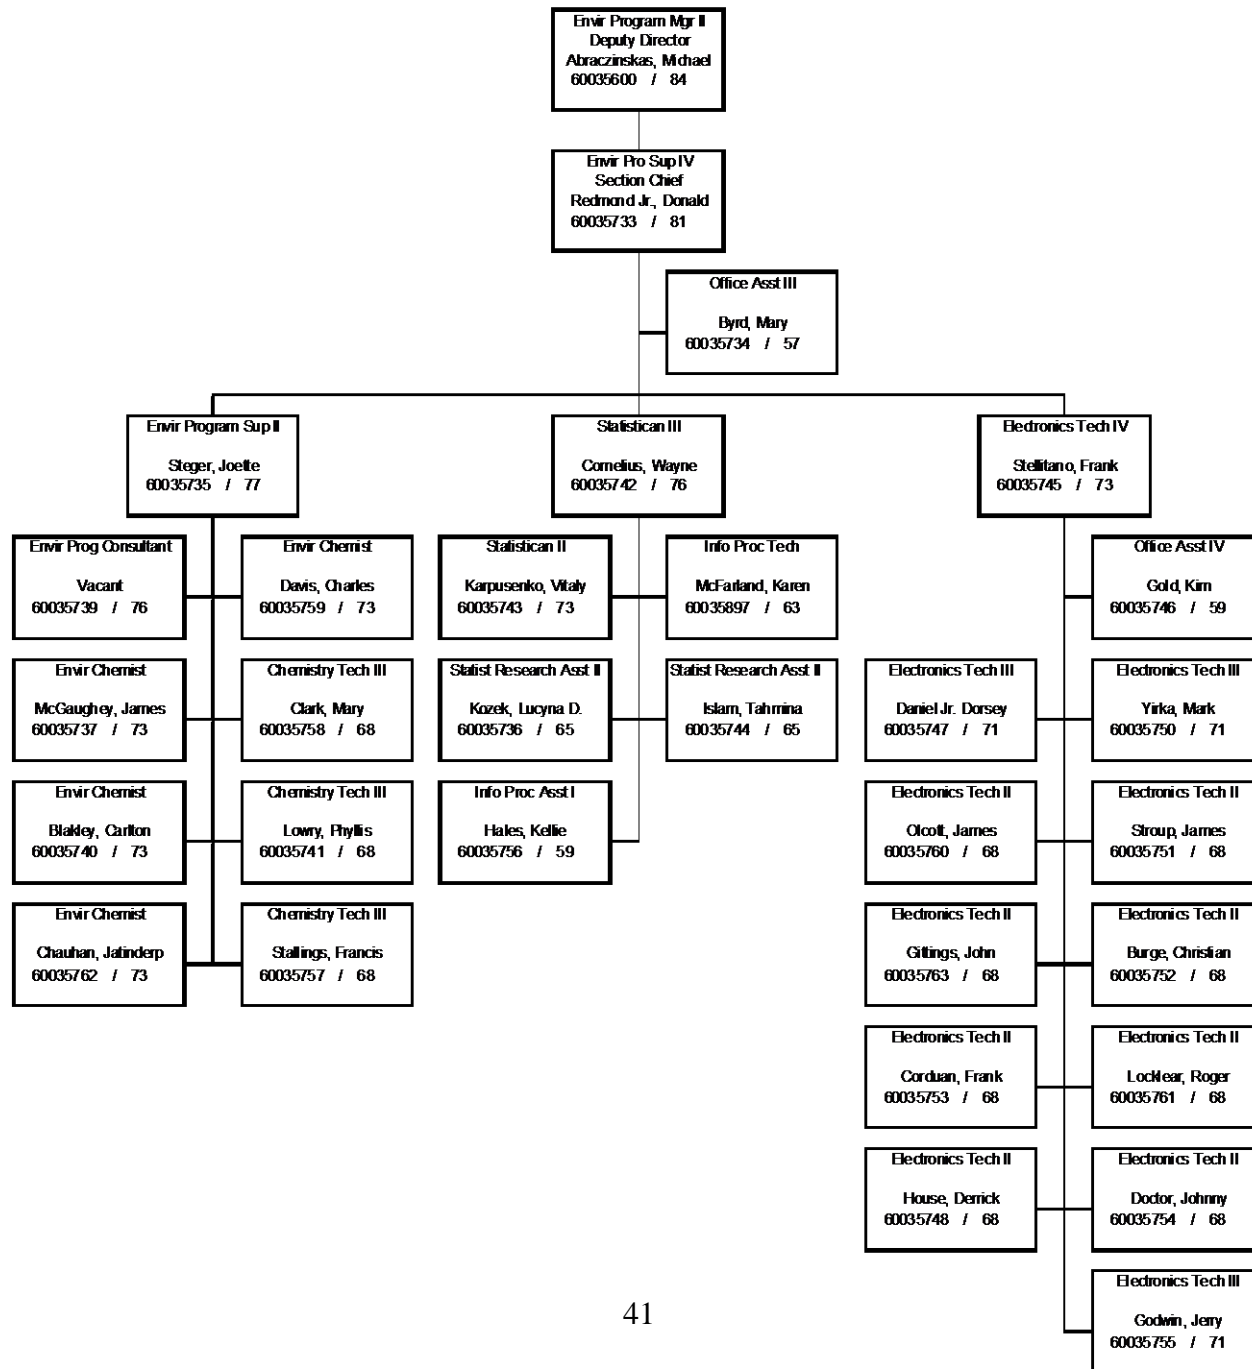 Envir Program Mgr II
Deputy Director
Abraczinskas, Michael
60035600 / 84
Envir Pro Sup IV
Section Chief
Redmond Jr., Donald
60035733 / 81
Office Asst III
Byrd, Mary
60035734 / 57
Envir Program Sup II
Steger, Joette
60035735 / 77
Statistican III
Cornelius, Wayne
60035742 / 76
Electronics Tech IV
Stellitano, Frank
60035745 / 73
Envir Prog Consultant
Vacant
60035739 / 76
Envir Chemist
Davis, Charles
60035759 / 73
Statistican II
Karpusenko, Vitaly
60035743 / 73
Info Proc Tech
McFarland, Karen
60035897 / 63
Office Asst IV
Gold, Kim
60035746 / 59
Envir Chemist
McGaughey, James
60035737 / 73
Chemistry Tech III
Clark, Mary
60035758 / 68
Statist Research Asst II
Kozek, Lucyna D.
60035736 / 65
Statist Research Asst II
Islam, Tahmina
60035744 / 65
Electronics Tech III
Daniel Jr. Dorsey
60035747 / 71
Electronics Tech III
Yirka, Mark
60035750 / 71
Envir Chemist
Blakley, Carlton
60035740 / 73
Chemistry Tech III
Lowry, Phyllis
60035741 / 68
Info Proc Asst I
Hales, Kellie
60035756 / 59
Electronics Tech II
Olcott, James
60035760 / 68
Electronics Tech II
Stroup, James
60035751 / 68
Envir Chemist
Chauhan, Jatinderp
60035762 / 73
Chemistry Tech III
Stallings, Francis
60035757 / 68
Electronics Tech II
Gittings, John
60035763 / 68
Electronics Tech II
Burge, Christian
60035752 / 68
Electronics Tech II
Corduan, Frank
60035753 / 68
Electronics Tech II
Locklear, Roger
60035761 / 68
Electronics Tech II
House, Derrick
60035748 / 68
Electronics Tech II
Doctor, Johnny
60035754 / 68
Electronics Tech III
Godwin, Jerry
60035755 / 71
41